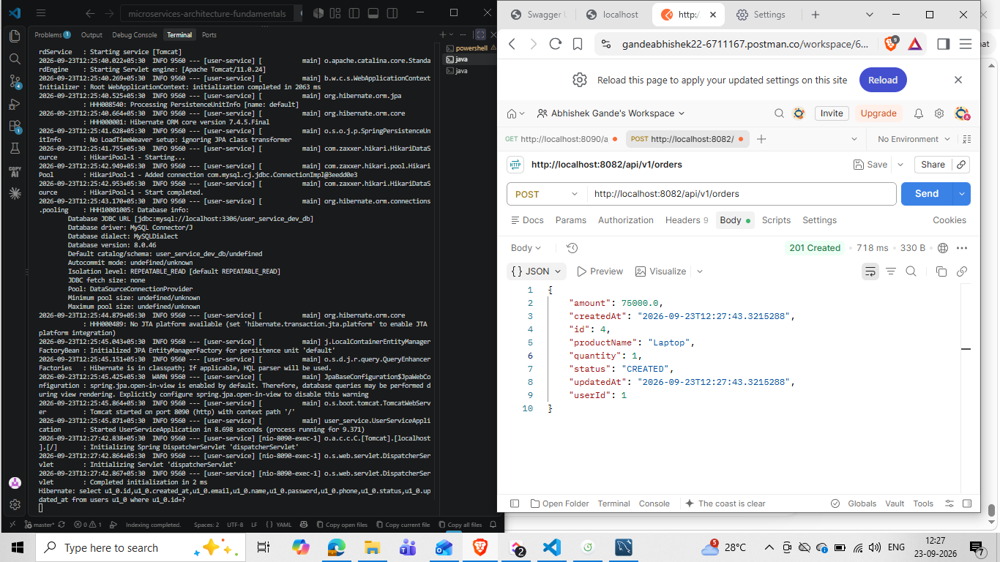 microservices-architecture-fundamentals
Problems 1 Output Debug Console Terminal Ports
powershell
java
java
rdService   : Starting service [Tomcat]
2026-09-23T12:25:40.022+05:30  INFO 9560 --- [user-service] [           main] o.apache.catalina.core.Standa
rdEngine    : Starting Servlet engine: [Apache Tomcat/11.0.24]
2026-09-23T12:25:40.269+05:30  INFO 9560 --- [user-service] [           main] b.w.c.s.WebApplicationContext
Initializer : Root WebApplicationContext: initialization completed in 2063 ms
2026-09-23T12:25:40.525+05:30  INFO 9560 --- [user-service] [           main] org.hibernate.orm.jpa
            : HHH008540: Processing PersistenceUnitInfo [name: default]
2026-09-23T12:25:40.664+05:30  INFO 9560 --- [user-service] [           main] org.hibernate.orm.core
            : HHH000001: Hibernate ORM core version 7.4.5.Final
2026-09-23T12:25:41.628+05:30  INFO 9560 --- [user-service] [           main] o.s.o.j.p.SpringPersistenceUn
itInfo      : No LoadTimeWeaver setup: ignoring JPA class transformer
2026-09-23T12:25:41.755+05:30  INFO 9560 --- [user-service] [           main] com.zaxxer.hikari.HikariDataS
ource       : HikariPool-1 - Starting...
2026-09-23T12:25:42.949+05:30  INFO 9560 --- [user-service] [           main] com.zaxxer.hikari.pool.Hikari
Pool        : HikariPool-1 - Added connection com.mysql.cj.jdbc.ConnectionImpl@3eedd0e3
2026-09-23T12:25:42.953+05:30  INFO 9560 --- [user-service] [           main] com.zaxxer.hikari.HikariDataS
ource       : HikariPool-1 - Start completed.
2026-09-23T12:25:43.170+05:30  INFO 9560 --- [user-service] [           main] org.hibernate.orm.connections
.pooling    : HHH10001005: Database info:
Database JDBC URL [jdbc:mysql://localhost:3306/user_service_dev_db]
Database driver: MySQL Connector/J
Database dialect: MySQLDialect
Database version: 8.0.46
Default catalog/schema: user_service_dev_db/undefined
Autocommit mode: undefined/unknown
Isolation level: REPEATABLE_READ [default REPEATABLE_READ]
JDBC fetch size: none
Pool: DataSourceConnectionProvider
Minimum pool size: undefined/unknown
Maximum pool size: undefined/unknown
2026-09-23T12:25:44.879+05:30  INFO 9560 --- [user-service] [           main] org.hibernate.orm.core
            : HHH000489: No JTA platform available (set 'hibernate.transaction.jta.platform' to enable JTA
platform integration)
2026-09-23T12:25:45.043+05:30  INFO 9560 --- [user-service] [           main] j.LocalContainerEntityManager
FactoryBean : Initialized JPA EntityManagerFactory for persistence unit 'default'
2026-09-23T12:25:45.151+05:30  INFO 9560 --- [user-service] [           main] o.s.d.j.r.query.QueryEnhancer
Factories   : Hibernate is in classpath; If applicable, HQL parser will be used.
2026-09-23T12:25:45.425+05:30  WARN 9560 --- [user-service] [           main] JpaBaseConfiguration$JpaWebCo
nfiguration : spring.jpa.open-in-view is enabled by default. Therefore, database queries may be performed d
uring view rendering. Explicitly configure spring.jpa.open-in-view to disable this warning
2026-09-23T12:25:45.864+05:30  INFO 9560 --- [user-service] [           main] o.s.boot.tomcat.TomcatWebServ
er          : Tomcat started on port 8090 (http) with context path '/'
2026-09-23T12:25:45.871+05:30  INFO 9560 --- [user-service] [           main] user_service.UserServiceAppli
cation      : Started UserServiceApplication in 8.698 seconds (process running for 9.371)
2026-09-23T12:27:42.838+05:30  INFO 9560 --- [user-service] [nio-8090-exec-1] o.a.c.c.C.[Tomcat].[localhost
].[/]       : Initializing Spring DispatcherServlet 'dispatcherServlet'
2026-09-23T12:27:42.864+05:30  INFO 9560 --- [user-service] [nio-8090-exec-1] o.s.web.servlet.DispatcherSer
vlet        : Initializing Servlet 'dispatcherServlet'
2026-09-23T12:27:42.867+05:30  INFO 9560 --- [user-service] [nio-8090-exec-1] o.s.web.servlet.DispatcherSer
vlet        : Completed initialization in 2 ms
Hibernate: select u1_0.id,u1_0.created_at,u1_0.email,u1_0.name,u1_0.password,u1_0.phone,u1_0.status,u1_0.up
dated_at from users u1_0 where u1_0.id=?
4
1
COPY
AI
master* 0 1 Indexing completed. Spaces: 2 UTF-8 LF { } YAML Copy open files Copy current file Copy all files
Swagger localhost http:/ Settings
gandeabhishek22-6711167.postman.co/workspace/6... 9
Reload this page to apply your updated settings on this site Reload
Abhishek Gande's Workspace Invite Upgrade
GET http://localhost:8090/a POST http://localhost:8082/ No Environment
HTTP http://localhost:8082/api/v1/orders Save Share
POST http://localhost:8082/api/v1/orders Send
Docs Params Authorization Headers 9 Body Scripts Settings Cookies
Body 201 Created 718 ms 330 B
{} JSON Preview Visualize
1 {
2 "amount": 75000.0,
3 "createdAt": "2026-09-23T12:27:43.3215288",
4 "id": 4,
5 "productName": "Laptop",
6 "quantity": 1,
7 "status": "CREATED",
8 "updatedAt": "2026-09-23T12:27:43.3215288",
9 "userId": 1
10 }
Open Folder Terminal Console The coast is clear Globals Vault Tools
Type here to search
2
5 28°C ENG 12:27
23-09-2026
7